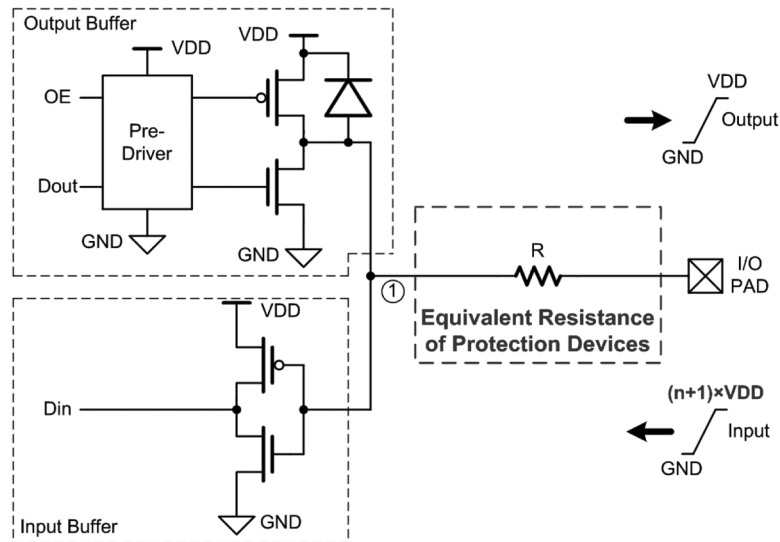 Output Buffer
VDD
VDD
OE
Pre-
Driver
Dout
GND
GND
VDD
Output
GND
R
I/O
PAD
1
Equivalent Resistance
of Protection Devices
VDD
Din
(n+1)×VDD
Input
GND
GND
Input Buffer